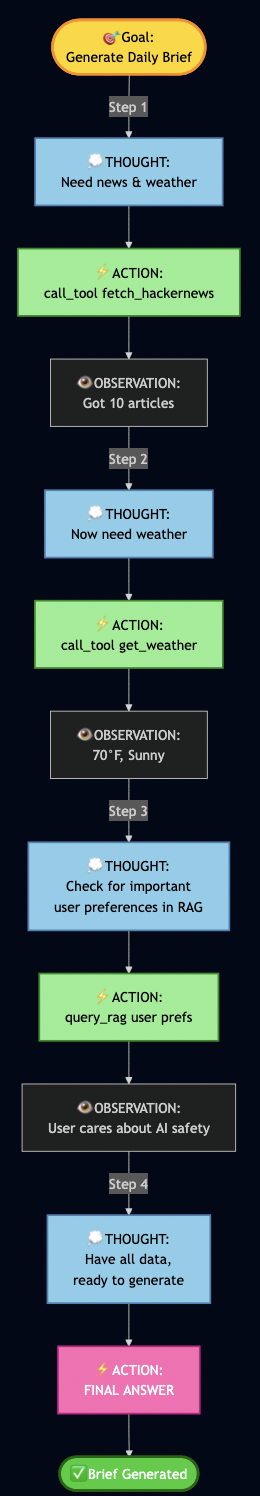 🎯Goal:
Generate Daily Brief
Step 1
💭THOUGHT:
Need news & weather
⚡ACTION:
call_tool fetch_hackernews
👁️OBSERVATION:
Got 10 articles
Step 2
💭THOUGHT:
Now need weather
⚡ACTION:
call_tool get_weather
👁️OBSERVATION:
70°F, Sunny
Step 3
💭THOUGHT:
Check for important
user preferences in RAG
⚡ACTION:
query_rag user prefs
👁️OBSERVATION:
User cares about AI safety
Step 4
💭THOUGHT:
Have all data,
ready to generate
⚡ACTION:
FINAL ANSWER
✅Brief Generated